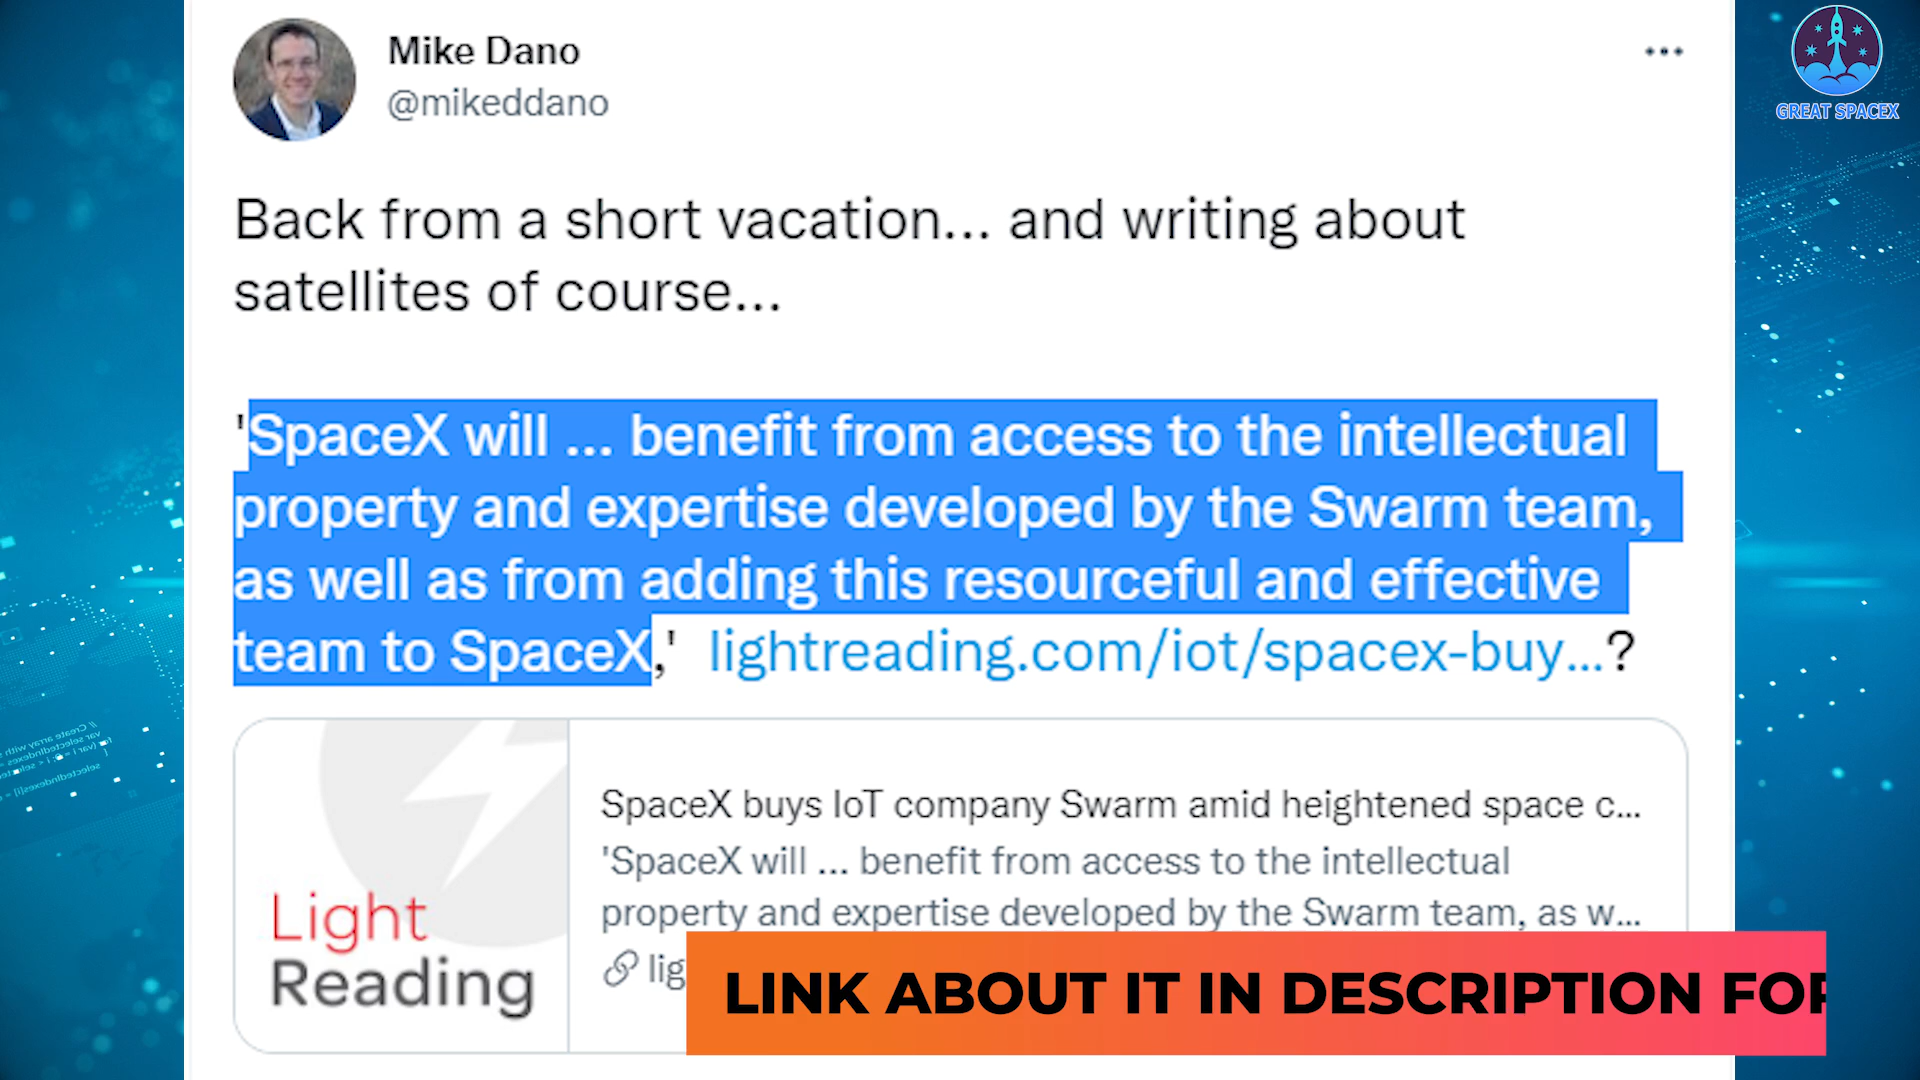 Mike Dano
@mikeddano
GREAT SPACEX
Back from a short vacation... and writing about
satellites of course...
'SpaceX will ... benefit from access to the intellectual
property and expertise developed by the Swarm team,
as well as from adding this resourceful and effective
team to SpaceX,' lightreading.com/iot/spacex-buy...?
SpaceX buys IoT company Swarm amid heightened space c...
'SpaceX will ... benefit from access to the intellectual
property and expertise developed by the Swarm team, as w...
lig
Light
Reading
LINK ABOUT IT IN DESCRIPTION FOR